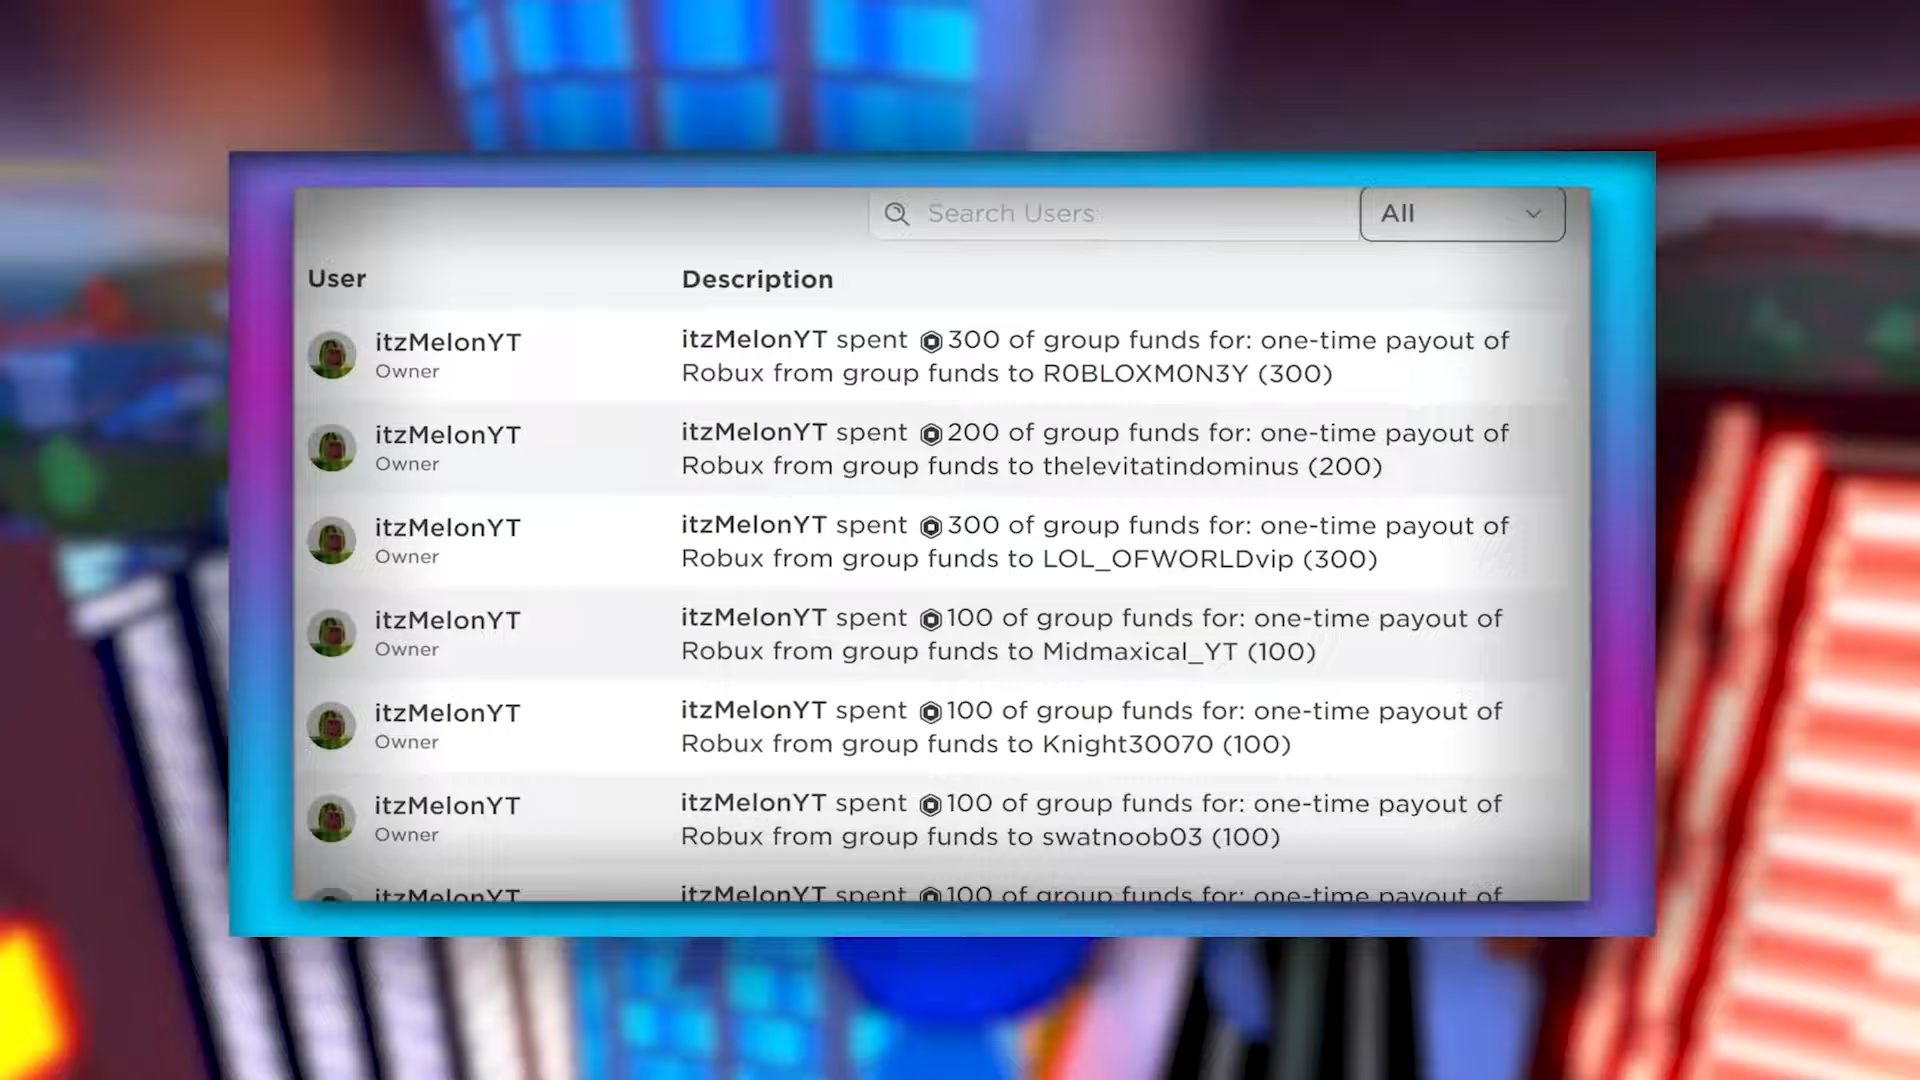 Search Users
All
User
Description
itzMelonYT
Owner
itzMelonYT spent 300 of group funds for: one-time payout of
Robux from group funds to R0BLOXM0N3Y (300)
itzMelonYT
Owner
itzMelonYT spent 200 of group funds for: one-time payout of
Robux from group funds to thelevitatindominus (200)
itzMelonYT
Owner
itzMelonYT spent 300 of group funds for: one-time payout of
Robux from group funds to LOL_OFWORLDvip (300)
itzMelonYT
Owner
itzMelonYT spent 100 of group funds for: one-time payout of
Robux from group funds to Midmaxical_YT (100)
itzMelonYT
Owner
itzMelonYT spent 100 of group funds for: one-time payout of
Robux from group funds to Knight30070 (100)
itzMelonYT
Owner
itzMelonYT spent 100 of group funds for: one-time payout of
Robux from group funds to swatnoob03 (100)
itzMelonYT
itzMelonYT spent 100 of group funds for: one-time payout of